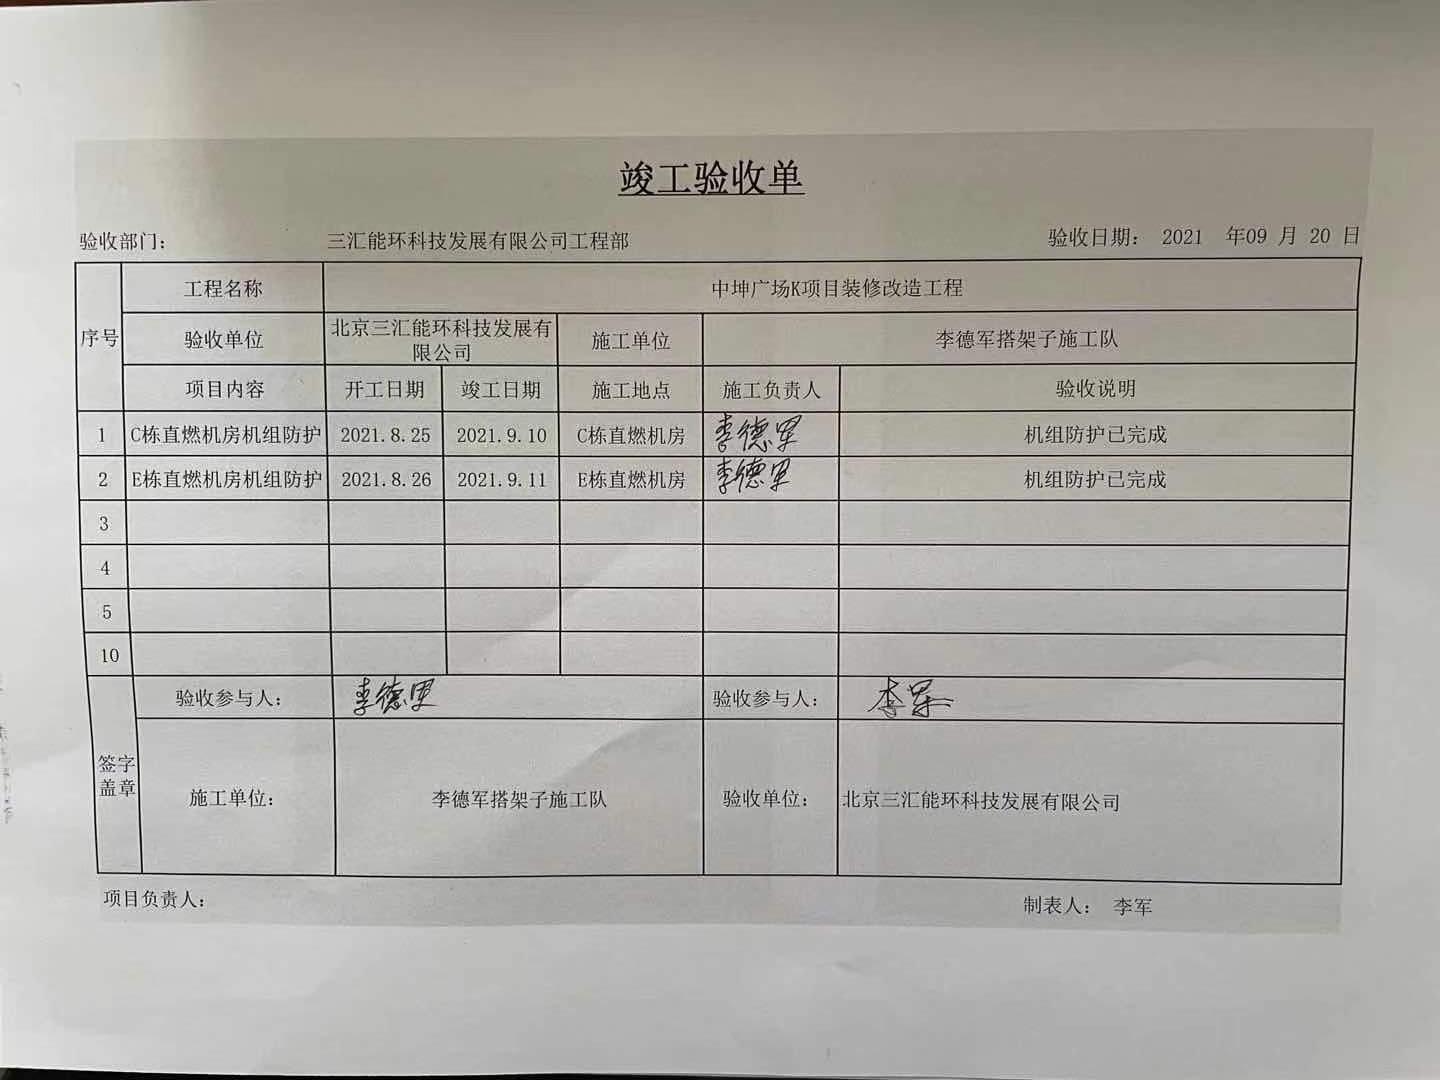 竣工验收单
验收部门: 三汇能环科技发展有限公司工程部 验收日期: 2021 年09 月 20 日
序号 工程名称 中坤广场K项目装修改造工程
验收单位 北京三汇能环科技发展有限公司 施工单位 李德军搭架子施工队
项目内容 开工日期 竣工日期 施工地点 施工负责人 验收说明
1 C栋直燃机房机组防护 2021.8.25 2021.9.10 C栋直燃机房 李德军 机组防护已完成
2 E栋直燃机房机组防护 2021.8.26 2021.9.11 E栋直燃机房 李德军 机组防护已完成
3
4
5
10
签字盖章 验收参与人: 李德军 验收参与人: 李军
施工单位: 李德军搭架子施工队 验收单位: 北京三汇能环科技发展有限公司
项目负责人: 制表人: 李军